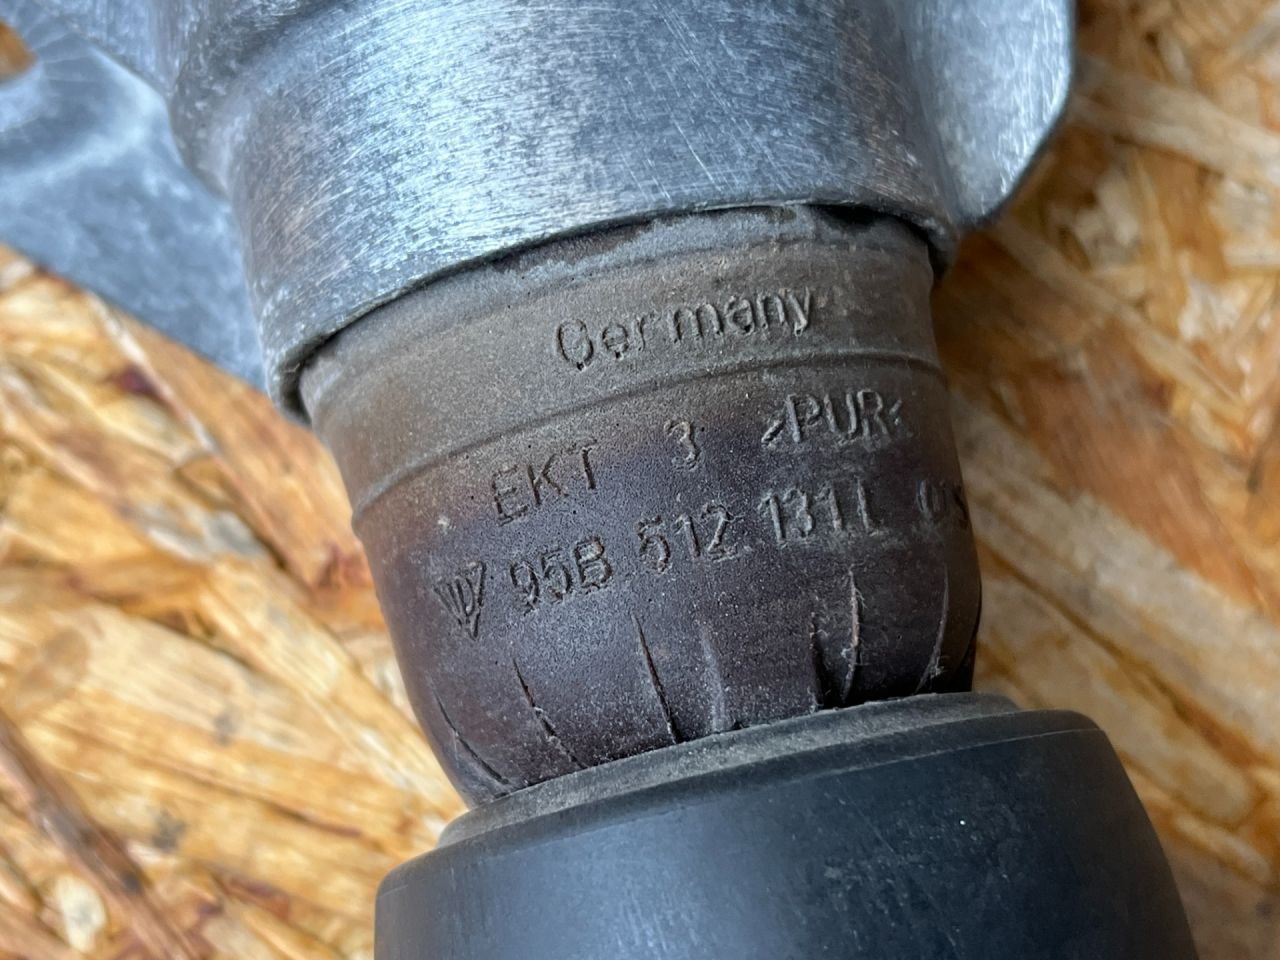 Germany
EKT 3 >PUR<
95B 512 131 L